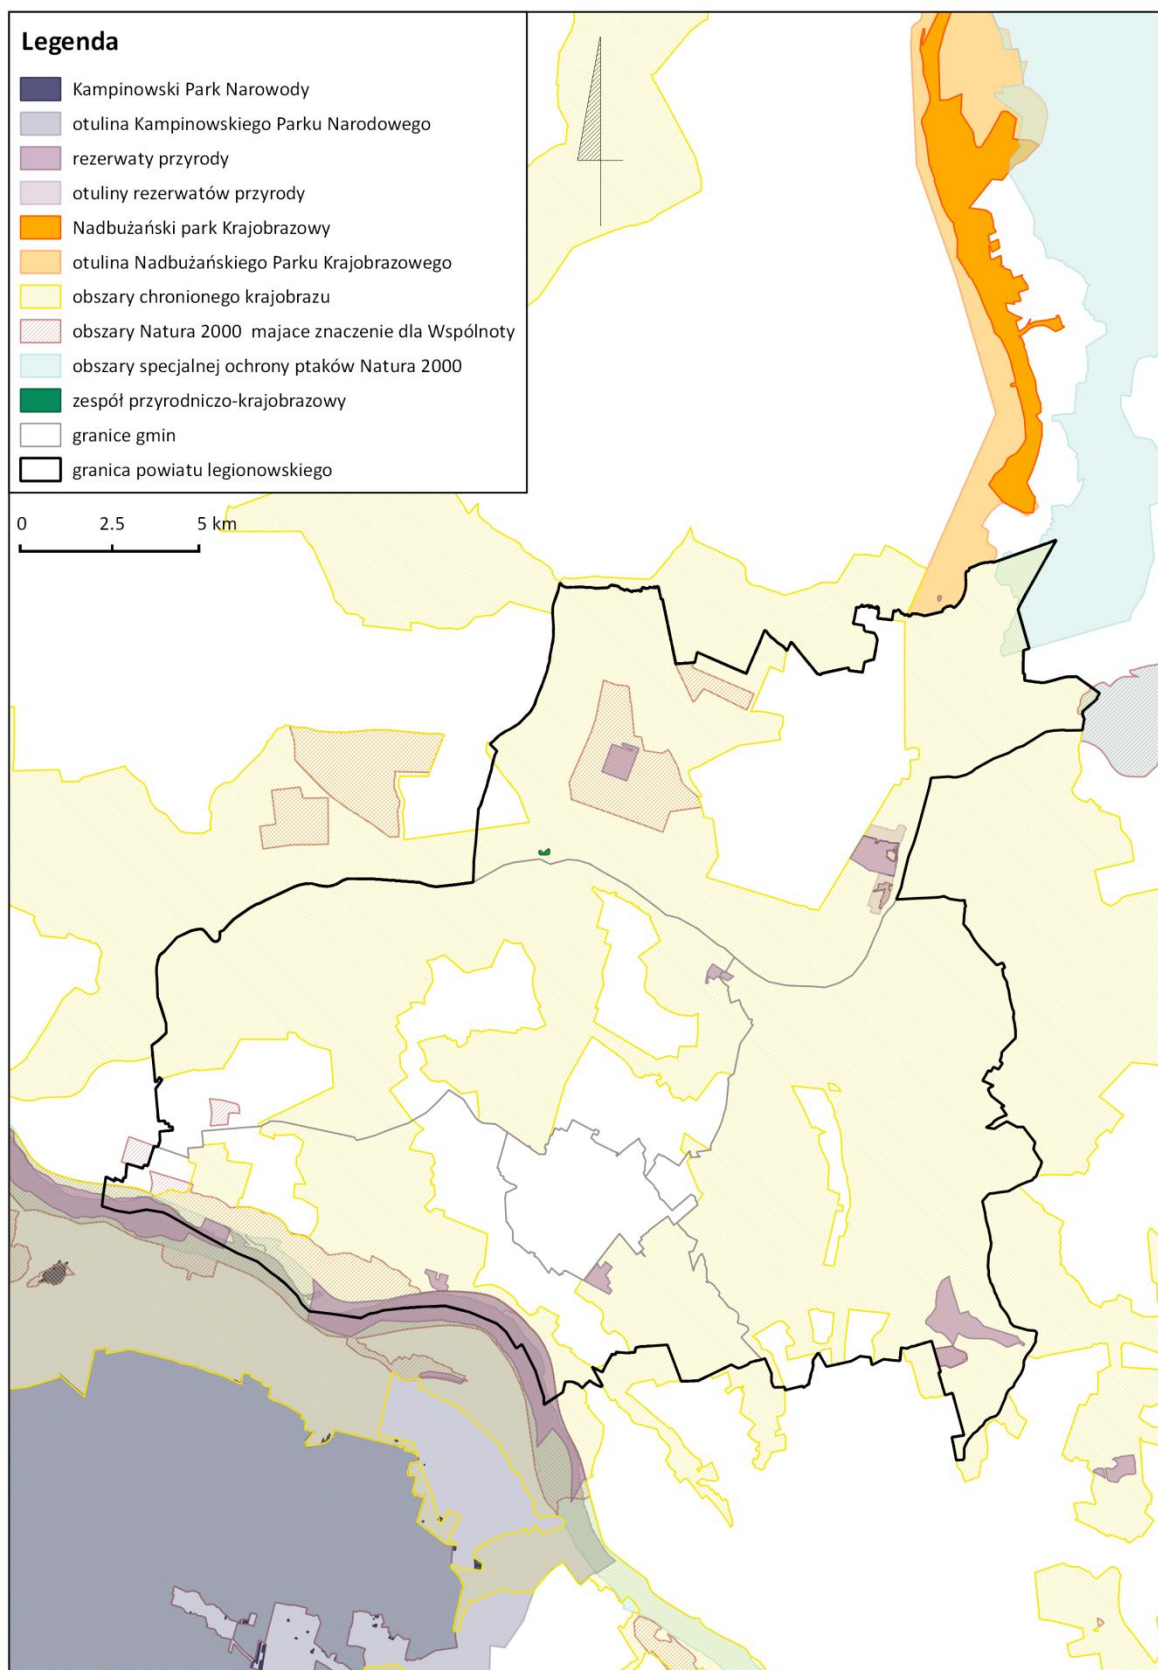 Legenda
Kampinowski Park Narowody
otulina Kampinowskiego Parku Narodowego
rezerwaty przyrody
otuliny rezerwatów przyrody
Nadbużański park Krajobrazowy
otulina Nadbużańskiego Parku Krajobrazowego
obszary chronionego krajobrazu
obszary Natura 2000 majace znaczenie dla Wspólnoty
obszary specjalnej ochrony ptaków Natura 2000
zespół przyrodniczo-krajobrazowy
granice gmin
granica powiatu legionowskiego
0 2.5 5 km